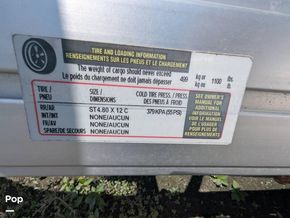 TIRE AND LOADING INFORMATION
RENSEIGNEMENTS SUR LES PNEUS ET LE CHARGEMENT
The weight of cargo should never exceed
Le poids du chargement ne doit jamais dépasser 499 kg or ou 1100 lbs lb
TIRE / PNEU
SIZE / DIMENSIONS
COLD TIRE PRESS. / PRESS DES PNEUS À FROID
RR/AR ST4.80 X 12 C 379KPA(55PSI)
INT/INT NONE/AUCUN
FR/AV NONE/AUCUN
SPARE/DE SECOURS NONE/AUCUN
SEE OWNER'S
MANUAL FOR
ADDITIONAL
INFORMATION
VOIR LE MANUEL
DE L'USAGER
POUR PLUS DE
RENSEIGNEMENTS
Pop